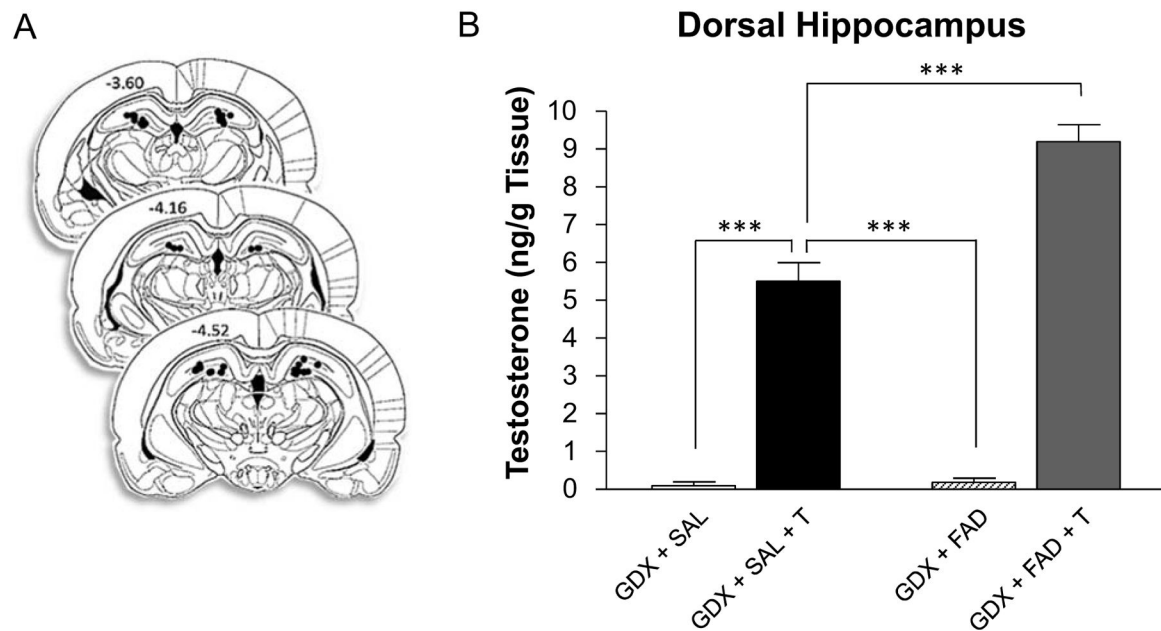 A
-3.60
-4.16
-4.52
B
Dorsal Hippocampus
***
***
***
Testosterone (ng/g Tissue)
10
9
8
7
6
5
4
3
2
1
0
GDX + SAL
GDX + SAL + T
GDX + FAD
GDX + FAD + T